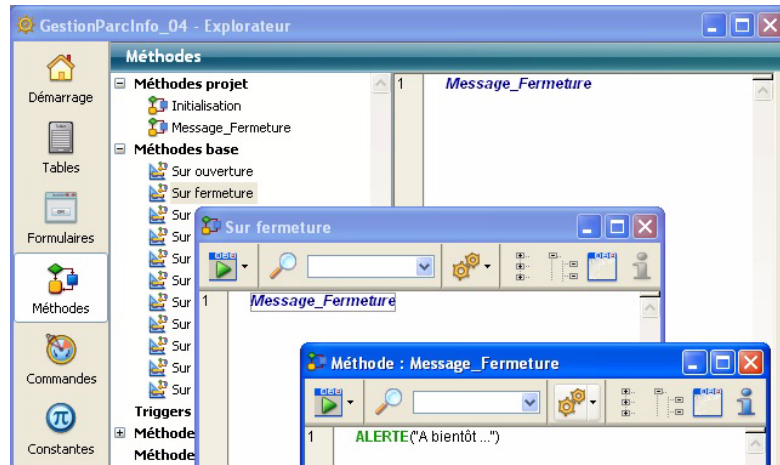 GestionParcInfo_04 - Explorateur
Méthodes
Démarrage
Tables
Formulaires
Méthodes
Commandes
Constantes
Méthodes projet
Initialisation
Message_Fermeture
Méthodes base
Sur ouverture
Sur fermeture
Sur
Sur
Sur
Sur
Sur
Sur
Sur
Sur
Sur
Triggers
Méthode
Méthode
1 Message_Fermeture
Sur fermeture
1 Message_Fermeture
Méthode : Message_Fermeture
1 ALERTE("A bientôt ...")